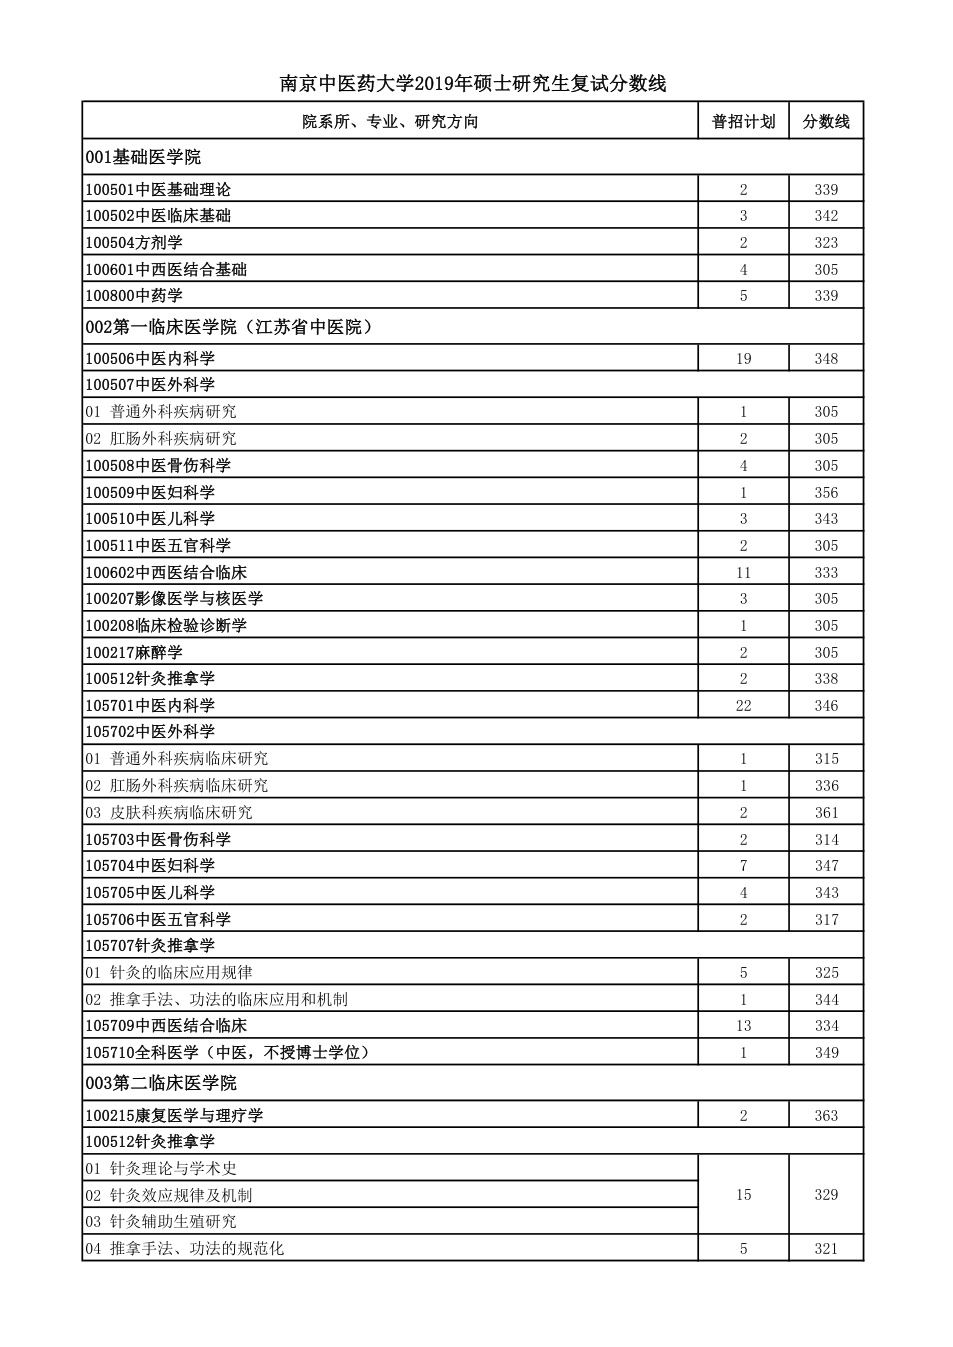 南京中医药大学2019年硕士研究生复试分数线
院系所、专业、研究方向 普招计划 分数线
001基础医学院
100501中医基础理论 2 339
100502中医临床基础 3 342
100504方剂学 2 323
100601中西医结合基础 4 305
100800中药学 5 339
002第一临床医学院（江苏省中医院）
100506中医内科学 19 348
100507中医外科学
01 普通外科疾病研究 1 305
02 肛肠外科疾病研究 2 305
100508中医骨伤科学 4 305
100509中医妇科学 1 356
100510中医儿科学 3 343
100511中医五官科学 2 305
100602中西医结合临床 11 333
100207影像医学与核医学 3 305
100208临床检验诊断学 1 305
100217麻醉学 2 305
100512针灸推拿学 2 338
105701中医内科学 22 346
105702中医外科学
01 普通外科疾病临床研究 1 315
02 肛肠外科疾病临床研究 1 336
03 皮肤科疾病临床研究 2 361
105703中医骨伤科学 2 314
105704中医妇科学 7 347
105705中医儿科学 4 343
105706中医五官科学 2 317
105707针灸推拿学
01 针灸的临床应用规律 5 325
02 推拿手法、功法的临床应用和机制 1 344
105709中西医结合临床 13 334
105710全科医学（中医，不授博士学位） 1 349
003第二临床医学院
100215康复医学与理疗学 2 363
100512针灸推拿学
01 针灸理论与学术史
02 针灸效应规律及机制 15 329
03 针灸辅助生殖研究
04 推拿手法、功法的规范化 5 321